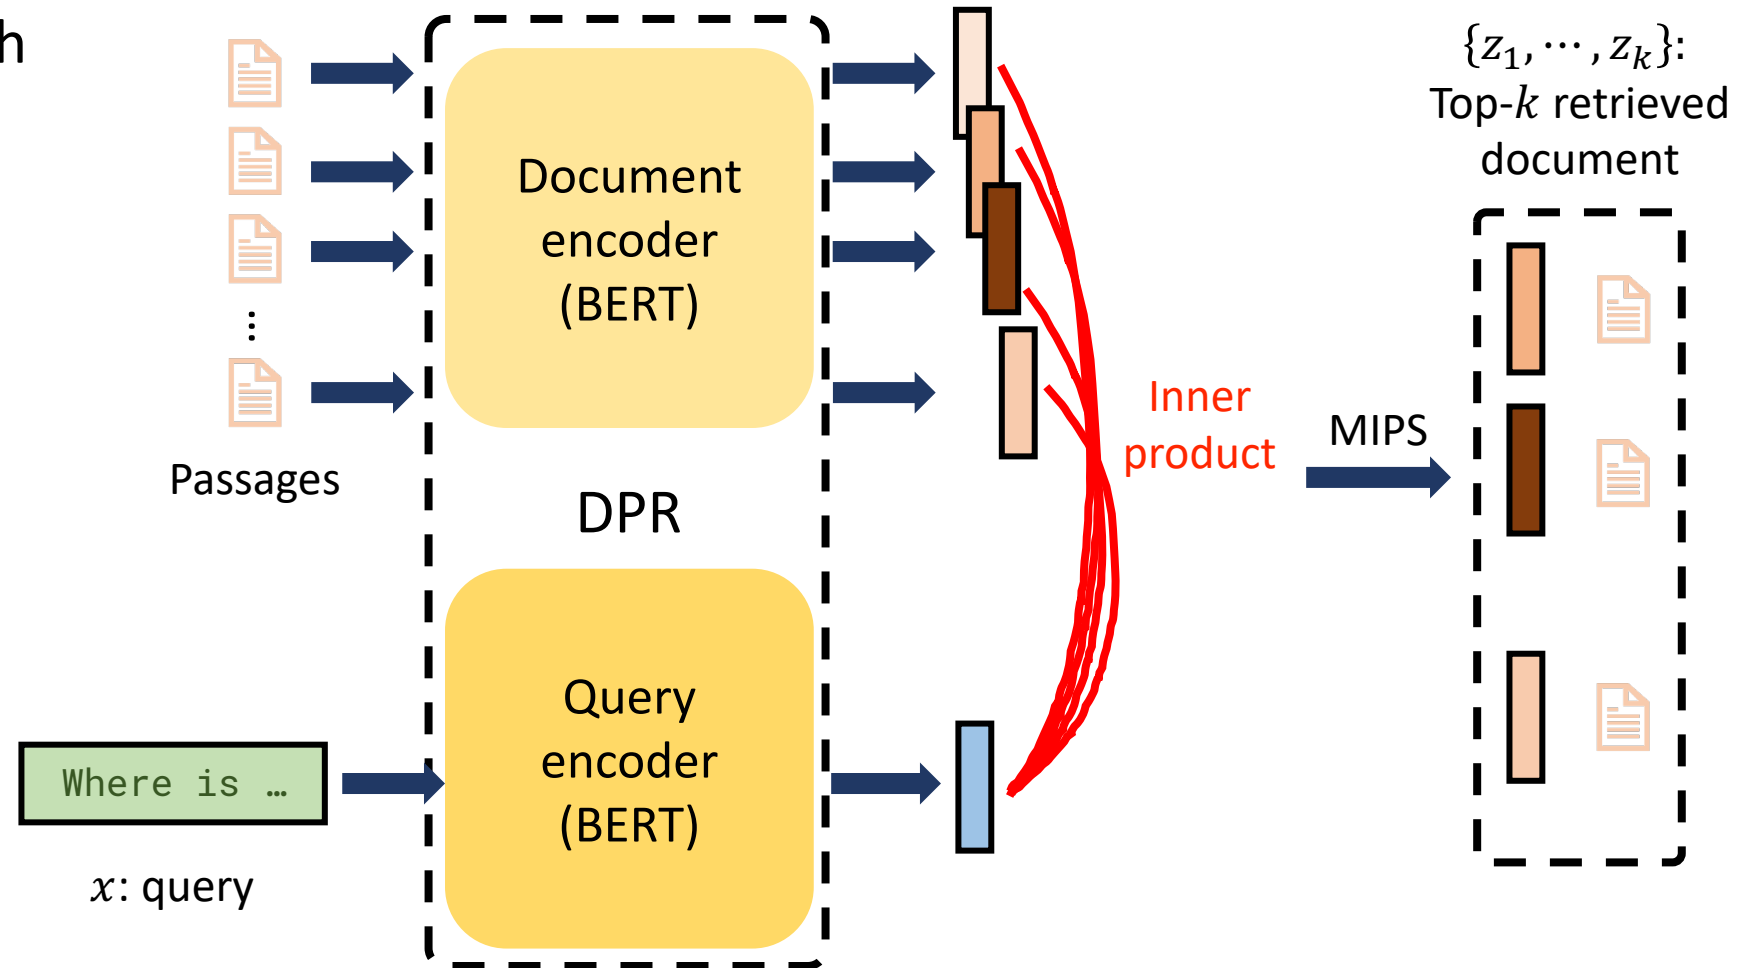 h
{z₁, ⋯ , zₖ}:
Top-k retrieved
document
Document
encoder
(BERT)
⋮
Passages
Inner
product
MIPS
DPR
Query
encoder
(BERT)
Where is …
x: query